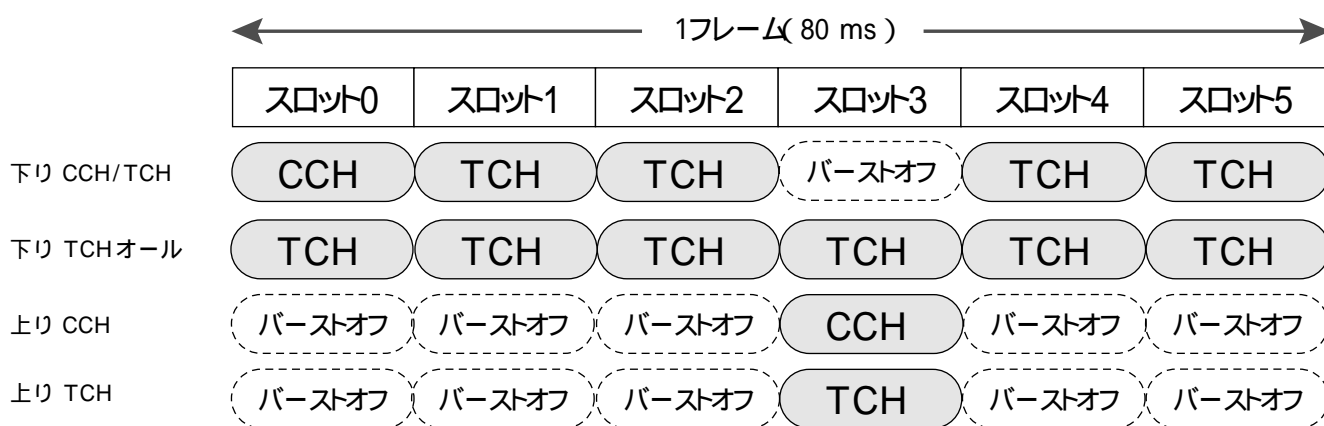 1フレーム(80 ms)
スロット0 スロット1 スロット2 スロット3 スロット4 スロット5
下り CCH/TCH CCH TCH TCH バーストオフ TCH TCH
下り TCHオール TCH TCH TCH TCH TCH TCH
上り CCH バーストオフ バーストオフ バーストオフ CCH バーストオフ バーストオフ
上り TCH バーストオフ バーストオフ バーストオフ TCH バーストオフ バーストオフ